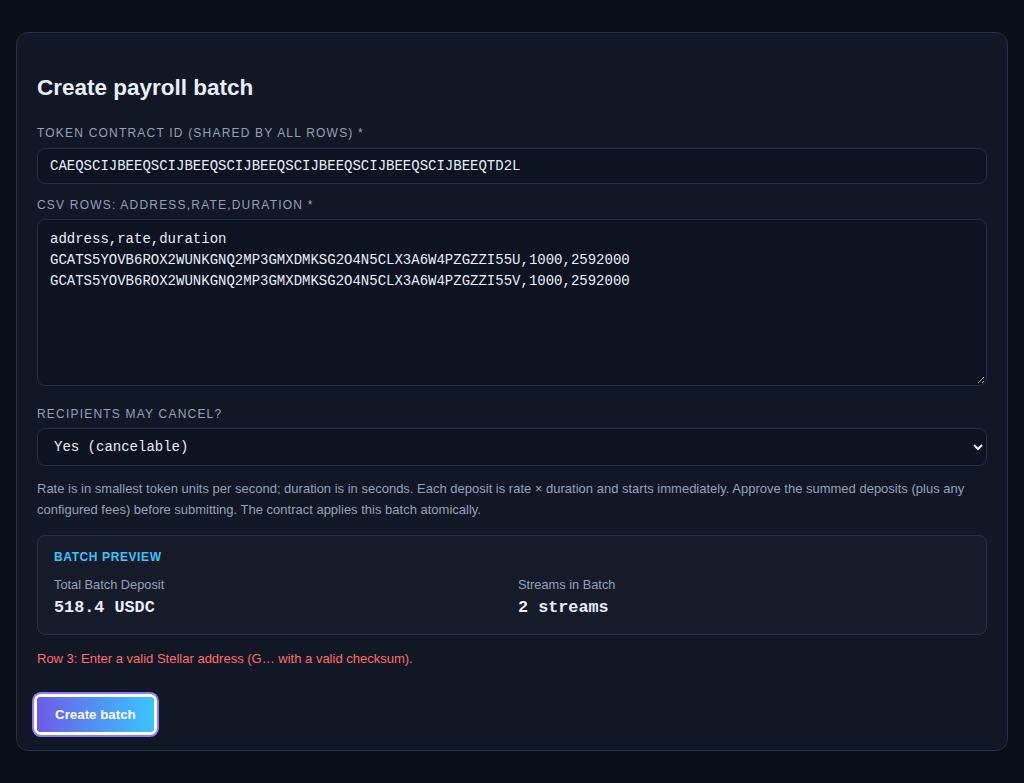 Create payroll batch
TOKEN CONTRACT ID (SHARED BY ALL ROWS) *
CAEQSCIJBEEQSCIJBEEQSCIJBEEQSCIJBEEQSCIJBEEQSCIJBEEQTD2L
CSV ROWS: ADDRESS,RATE,DURATION *
address,rate,duration
GCATS5YOVB6ROX2WUNKGNQ2MP3GMXDMKSG2O4N5CLX3A6W4PZGZZI55U,1000,2592000
GCATS5YOVB6ROX2WUNKGNQ2MP3GMXDMKSG2O4N5CLX3A6W4PZGZZI55V,1000,2592000
RECIPIENTS MAY CANCEL?
Yes (cancelable)
Rate is in smallest token units per second; duration is in seconds. Each deposit is rate × duration and starts immediately. Approve the summed deposits (plus any
configured fees) before submitting. The contract applies this batch atomically.
BATCH PREVIEW
Total Batch Deposit
518.4 USDC
Streams in Batch
2 streams
Row 3: Enter a valid Stellar address (G… with a valid checksum).
Create batch